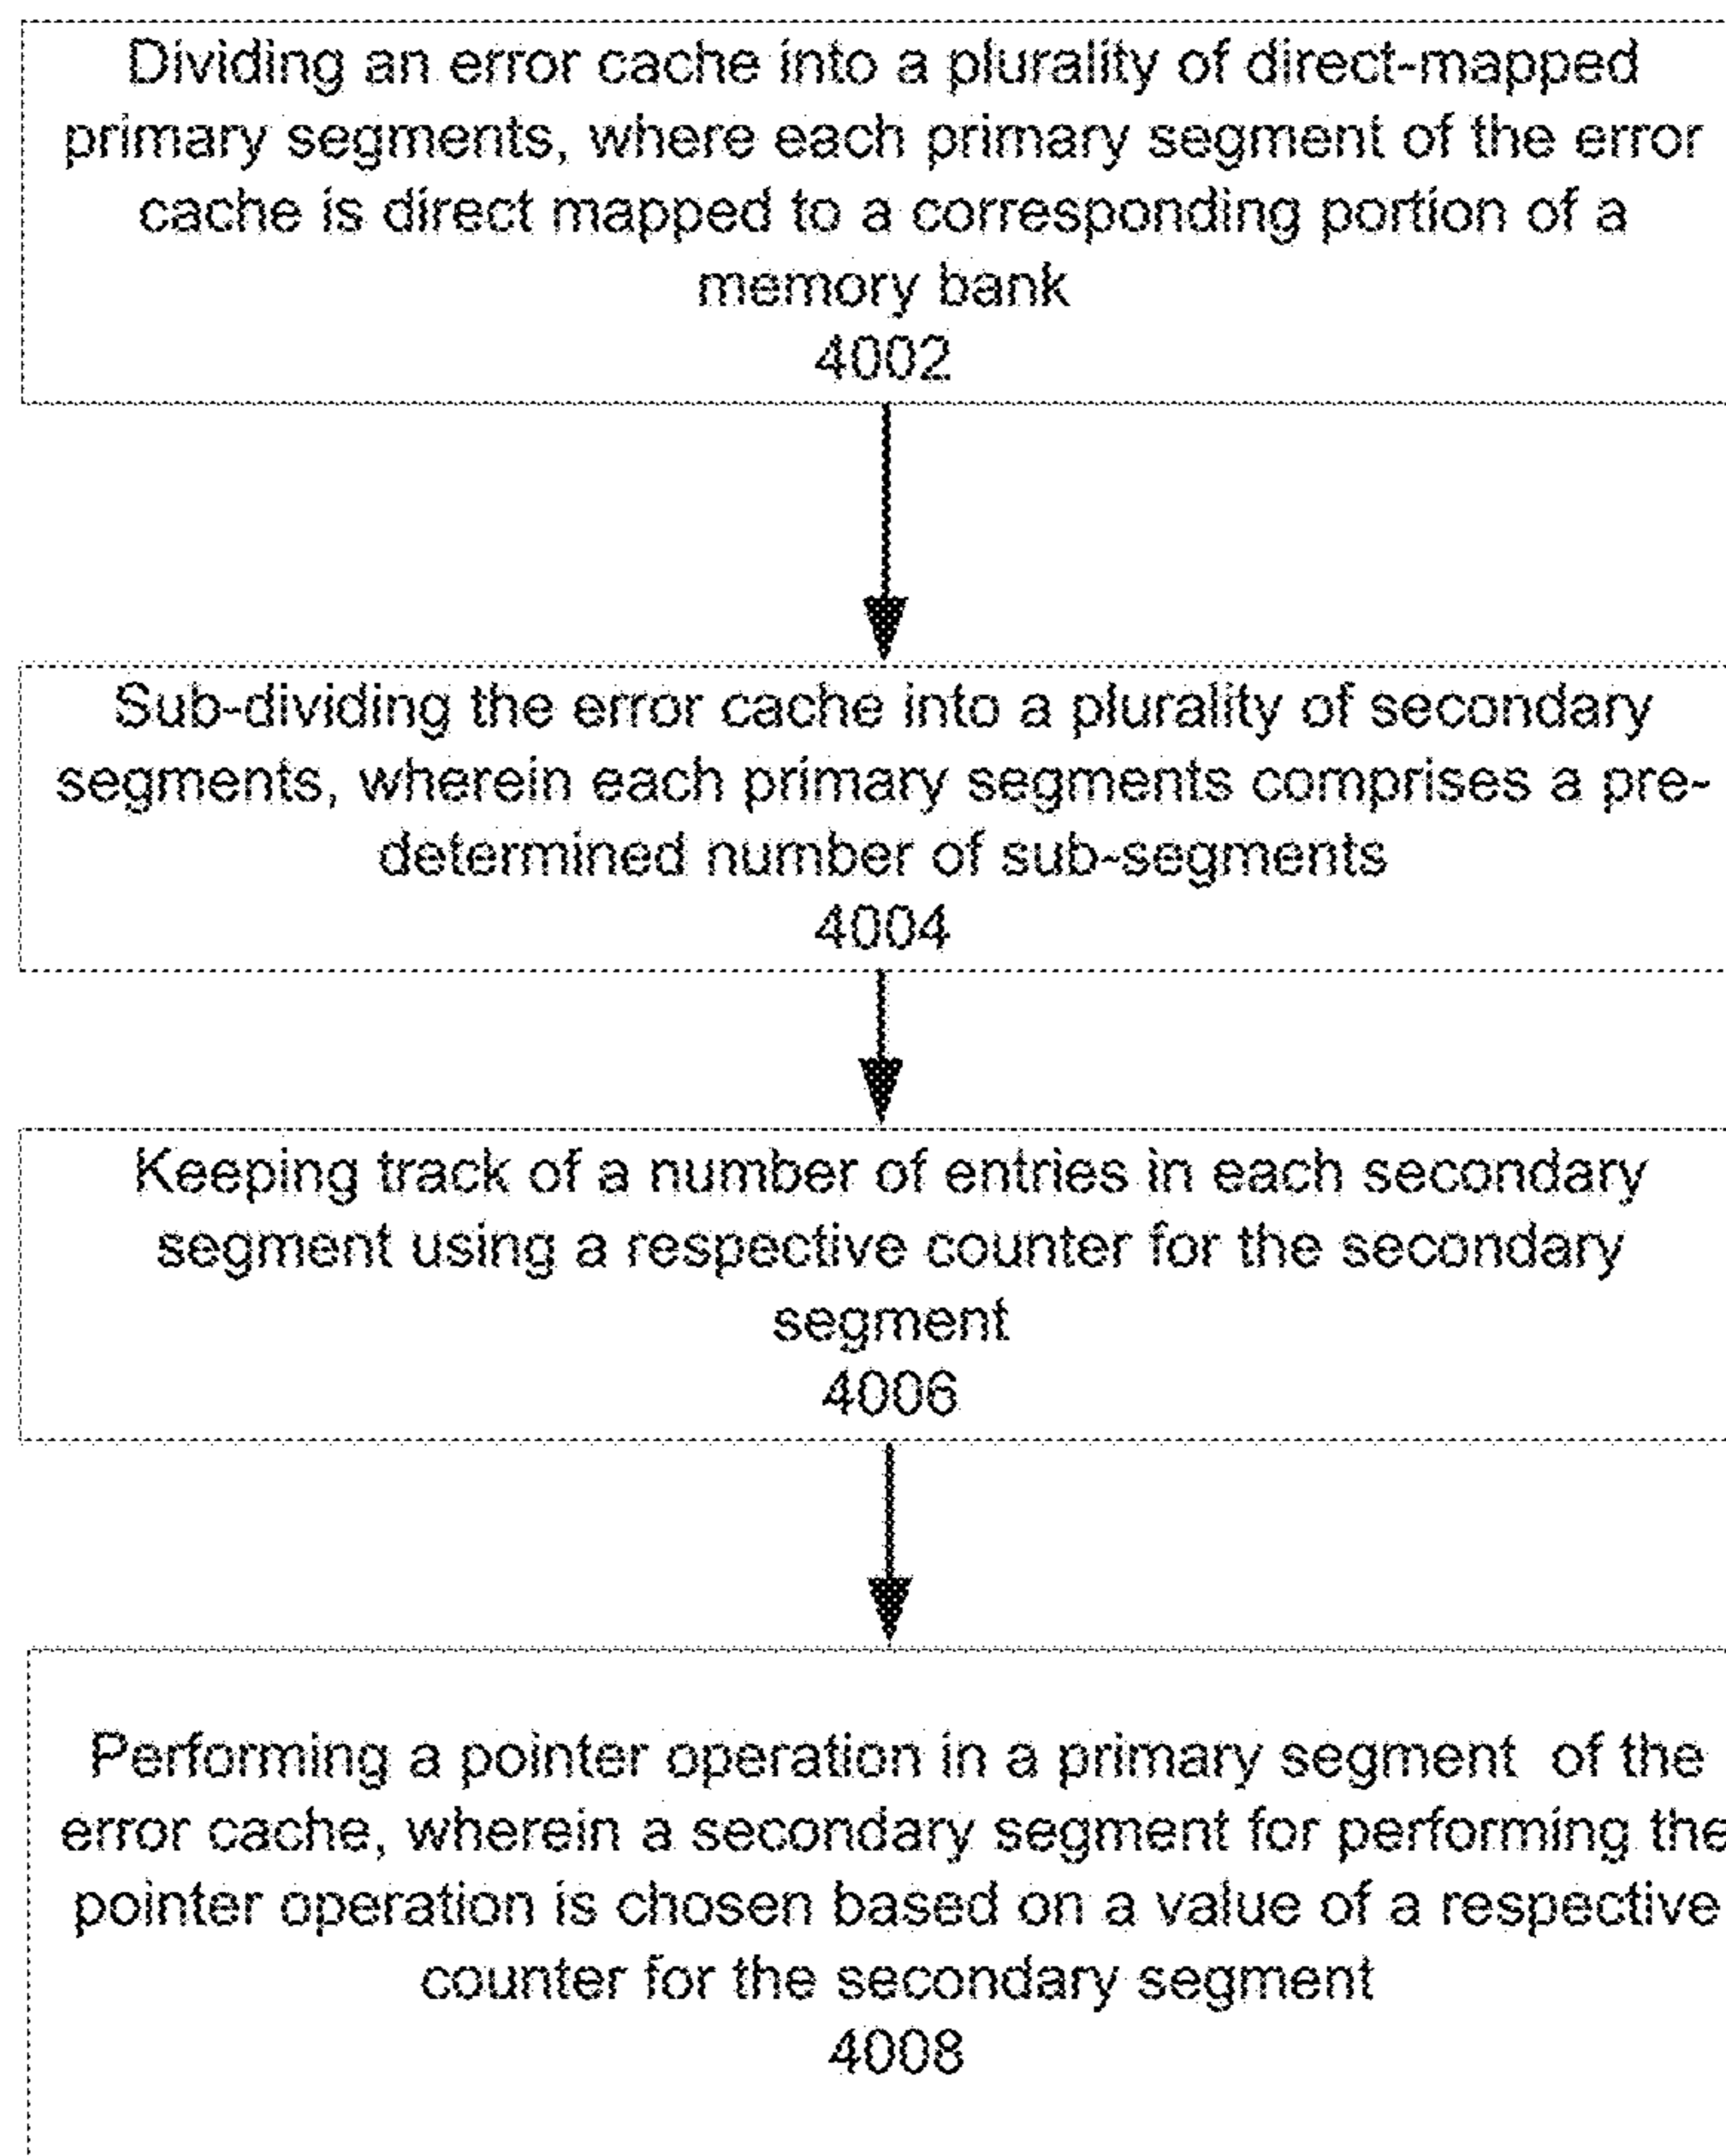 Dividing an error cache into a plurality of direct-mapped
primary segments, where each primary segment of the error
cache is direct mapped to a corresponding portion of a
memory bank
4002
Sub-dividing the error cache into a plurality of secondary
segments, wherein each primary segments comprises a pre-
determined number of sub-segments
4004
Keeping track of a number of entries in each secondary
segment using a respective counter for the secondary
segment
4006
Performing a pointer operation in a primary segment of the
error cache, wherein a secondary segment for performing the
pointer operation is chosen based on a value of a respective
counter for the secondary segment
4008